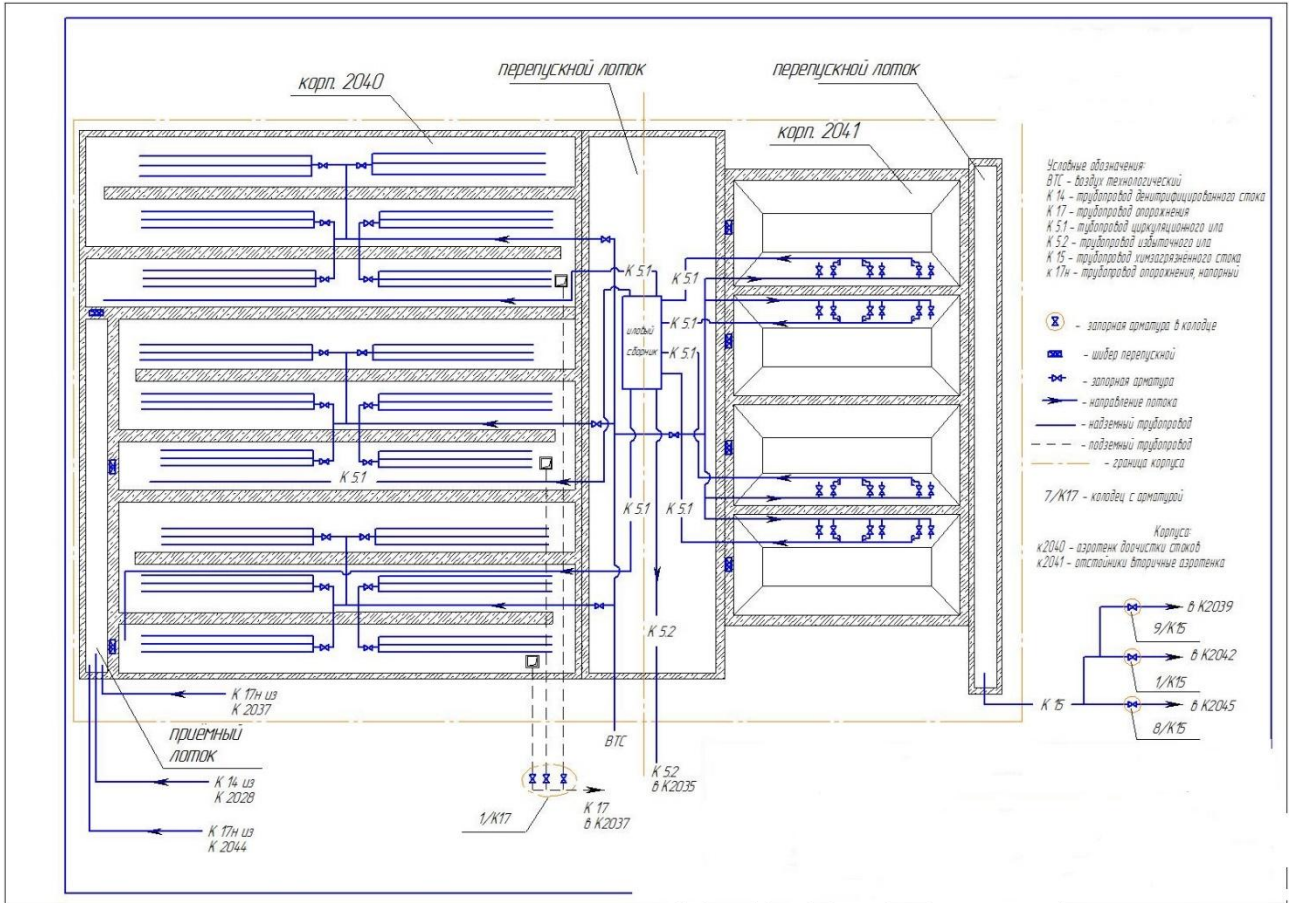 корп. 2040
перепускной лоток
перепускной лоток
корп. 2041
Условные обозначения:
ВТС - воздух технологический
К 14 - трубопровод денитрифицированного стока
К 17 - трубопровод опорожнения
К 5.1 - тубопровод циркуляционного ила
К 5.2 - трубопровод избыточного ила
К 15 - трубопровод химзагрязненного стока
к 17н - трубопровод опорожнения, напорный
- запорная арматура в колодце
- шибер перепускной
- запорная арматура
- направление потока
- надземный трубопровод
- подземный трубопровод
- граница корпуса
7/К17 - колодец с арматурой
Корпуса:
к2040 - аэротенк доочистки стоков
к2041 - отстойники вторичные аэротенка
К 5.1
К 5.1
К 5.1
К 5.1
К 5.1
иловый
сборник
К 5.1
К 5.1
К 5.1
К 5.2
К 17н из
К 2037
приёмный
лоток
К 14 из
К 2028
К 17н из
К 2044
1/К17
К 17
в К2037
ВТС
К 5.2
в К2035
К 15
в К2039
9/К15
в К2042
1/К15
в К2045
8/К15